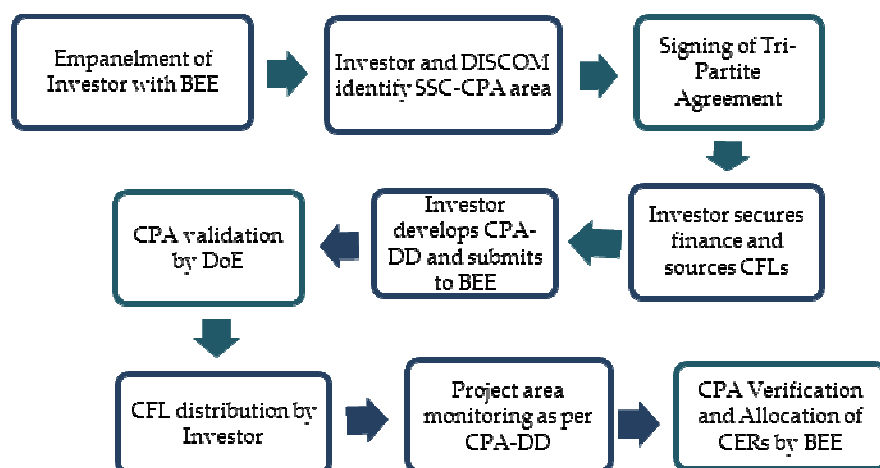 Empanelment of
Investor with BEE
Investor and DISCOM
identify SSC-CPA area
Signing of Tri-
Partite
Agreement
Investor secures
finance and
sources CFLs
Investor
develops CPA-
DD and submits
to BEE
CPA validation
by DoE
CFL distribution by
Investor
Project area
monitoring as per
CPA-DD
CPA Verification
and Allocation of
CERs by BEE